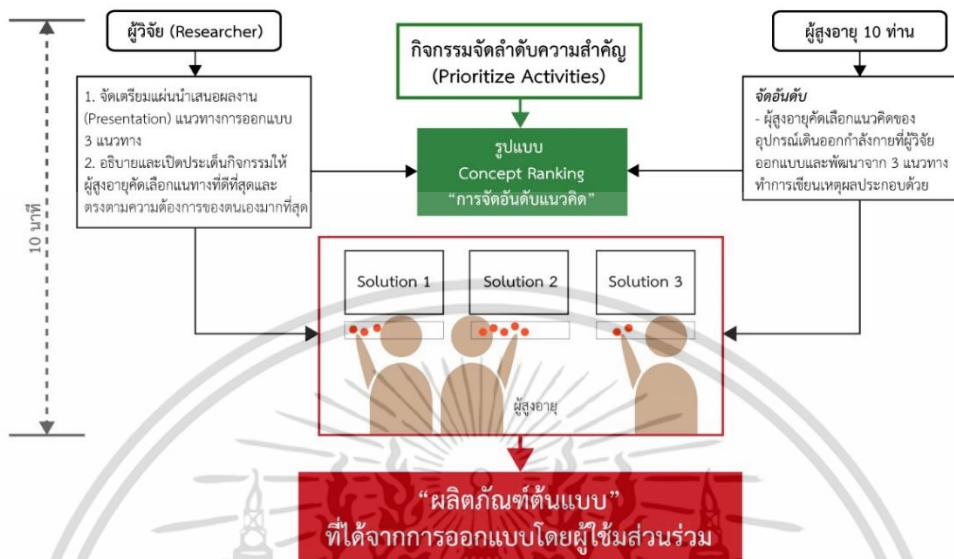 ผู้วิจัย (Researcher)
กิจกรรมจัดลำดับความสำคัญ
(Prioritize Activities)
ผู้สูงอายุ 10 ท่าน
1. จัดเตรียมแผ่นนำเสนอผลงาน
(Presentation) แนวทางการออกแบบ
3 แนวทาง
2. อธิบายและเปิดประเด็นกิจกรรมให้
ผู้สูงอายุคัดเลือกแนทางที่ดีที่สุดและ
ตรงตามความต้องการของตนเองมากที่สุด
รูปแบบ
Concept Ranking
“การจัดอันดับแนวคิด”
จัดอันดับ
- ผุ้สูงอายุคัดเลือกแนวคิดของ
อุปกรณ์เดินออกกำลังกายที่ผู้วิจัย
ออกแบบและพัฒนาจาก 3 แนวทาง
ทำการเขียนเหตุผลประกอบด้วย
10 นาที
Solution 1
Solution 2
Solution 3
ผู้สูงอายุ
“ผลิตภัณฑ์ต้นแบบ”
ที่ได้จากการออกแบบโดยผู้ใช้มส่วนร่วม